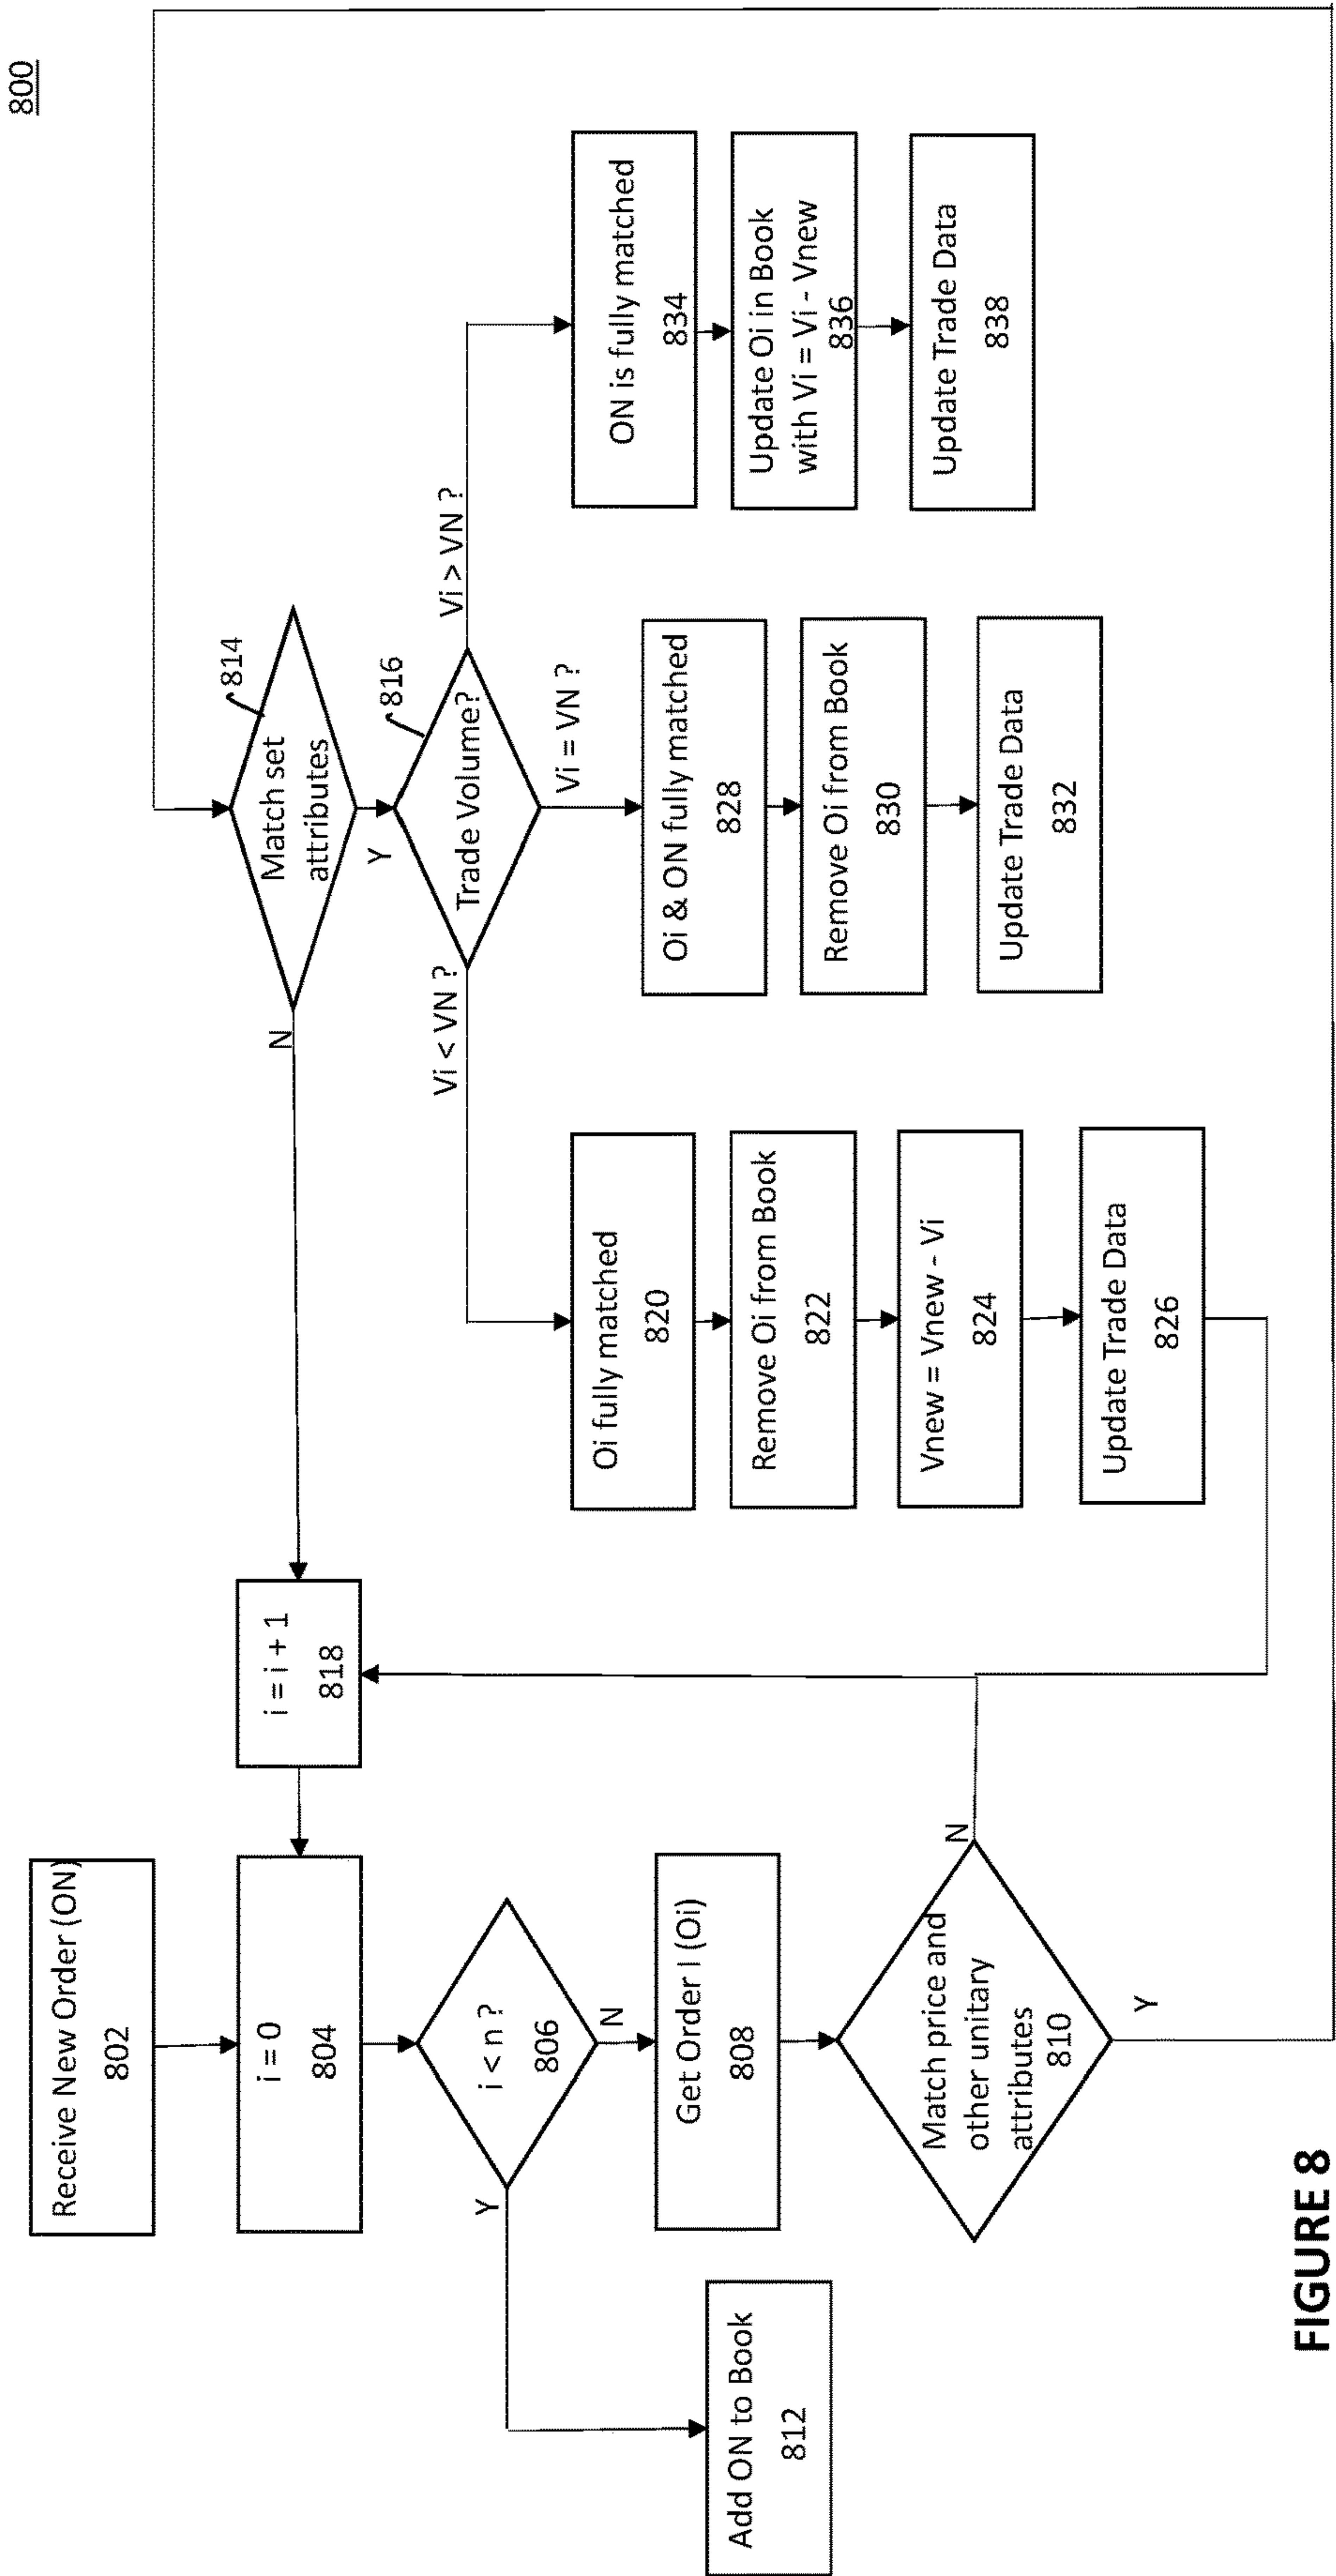 800
Receive New Order (ON)
802
i = 0
804
i = i + 1
818
i < n ?
806
Y
N
Add ON to Book
812
Get Order I (Oi)
808
Match price and
other unitary
attributes
810
N
Y
Match set
attributes
814
N
Y
Trade Volume?
816
Vi < VN ?
Vi = VN ?
Vi > VN ?
Oi fully matched
820
Remove Oi from Book
822
Vnew = Vnew - Vi
824
Update Trade Data
826
Oi & ON fully matched
828
Remove Oi from Book
830
Update Trade Data
832
ON is fully matched
834
Update Oi in Book
with Vi = Vi - Vnew
836
Update Trade Data
838
FIGURE 8